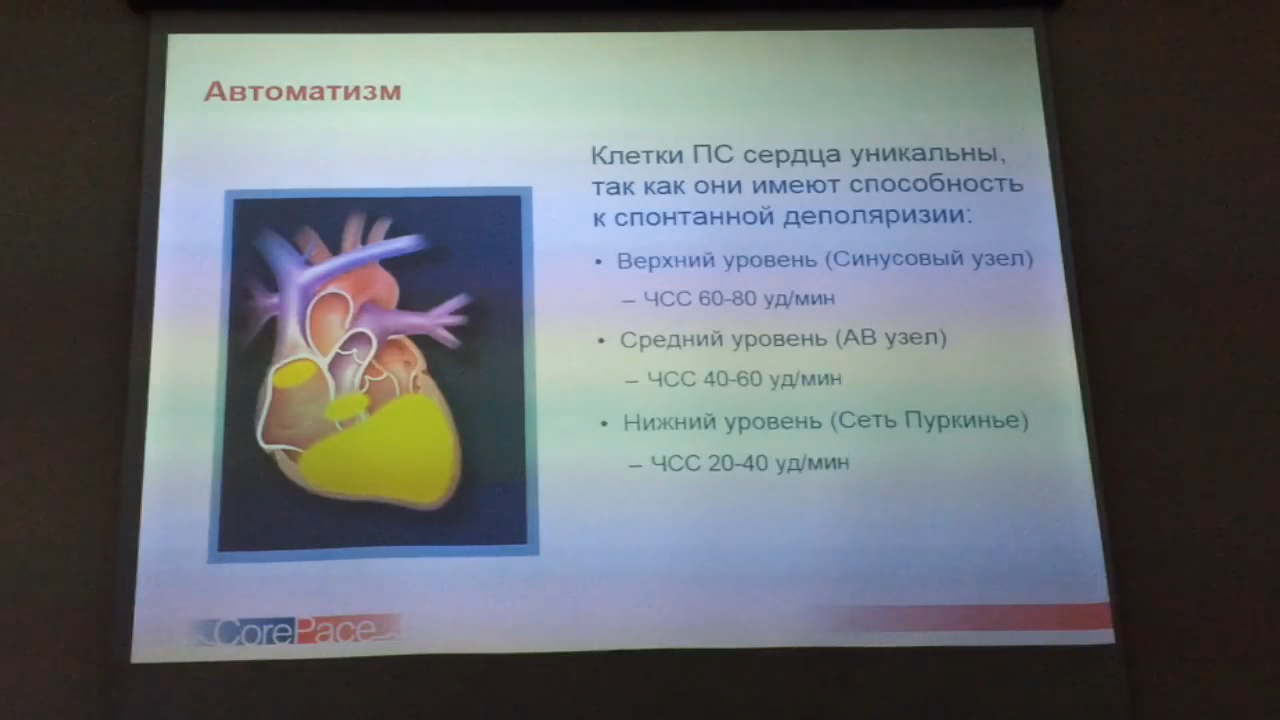 Автоматизм
Клетки ПС сердца уникальны,
так как они имеют способность
к спонтанной деполяризии:
• Верхний уровень (Синусовый узел)
– ЧСС 60-80 уд/мин
• Средний уровень (АВ узел)
– ЧСС 40-60 уд/мин
• Нижний уровень (Сеть Пуркинье)
– ЧСС 20-40 уд/мин
CorePace